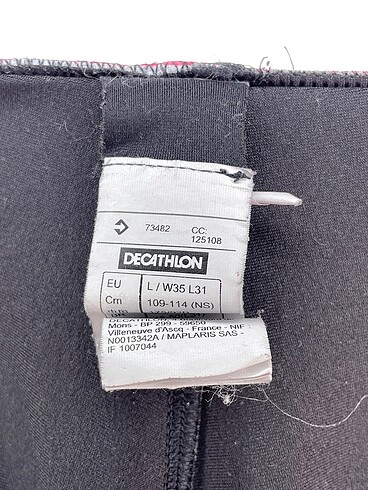 73482 CC:
125108
DECATHLON
EU L / W35 L31
Cm 109-114 (NS)
Mons - BP 299 - 59650
Villeneuve d'Ascq - France - NIF
N0013342A / MAPLARIS SAS -
IF 1007044